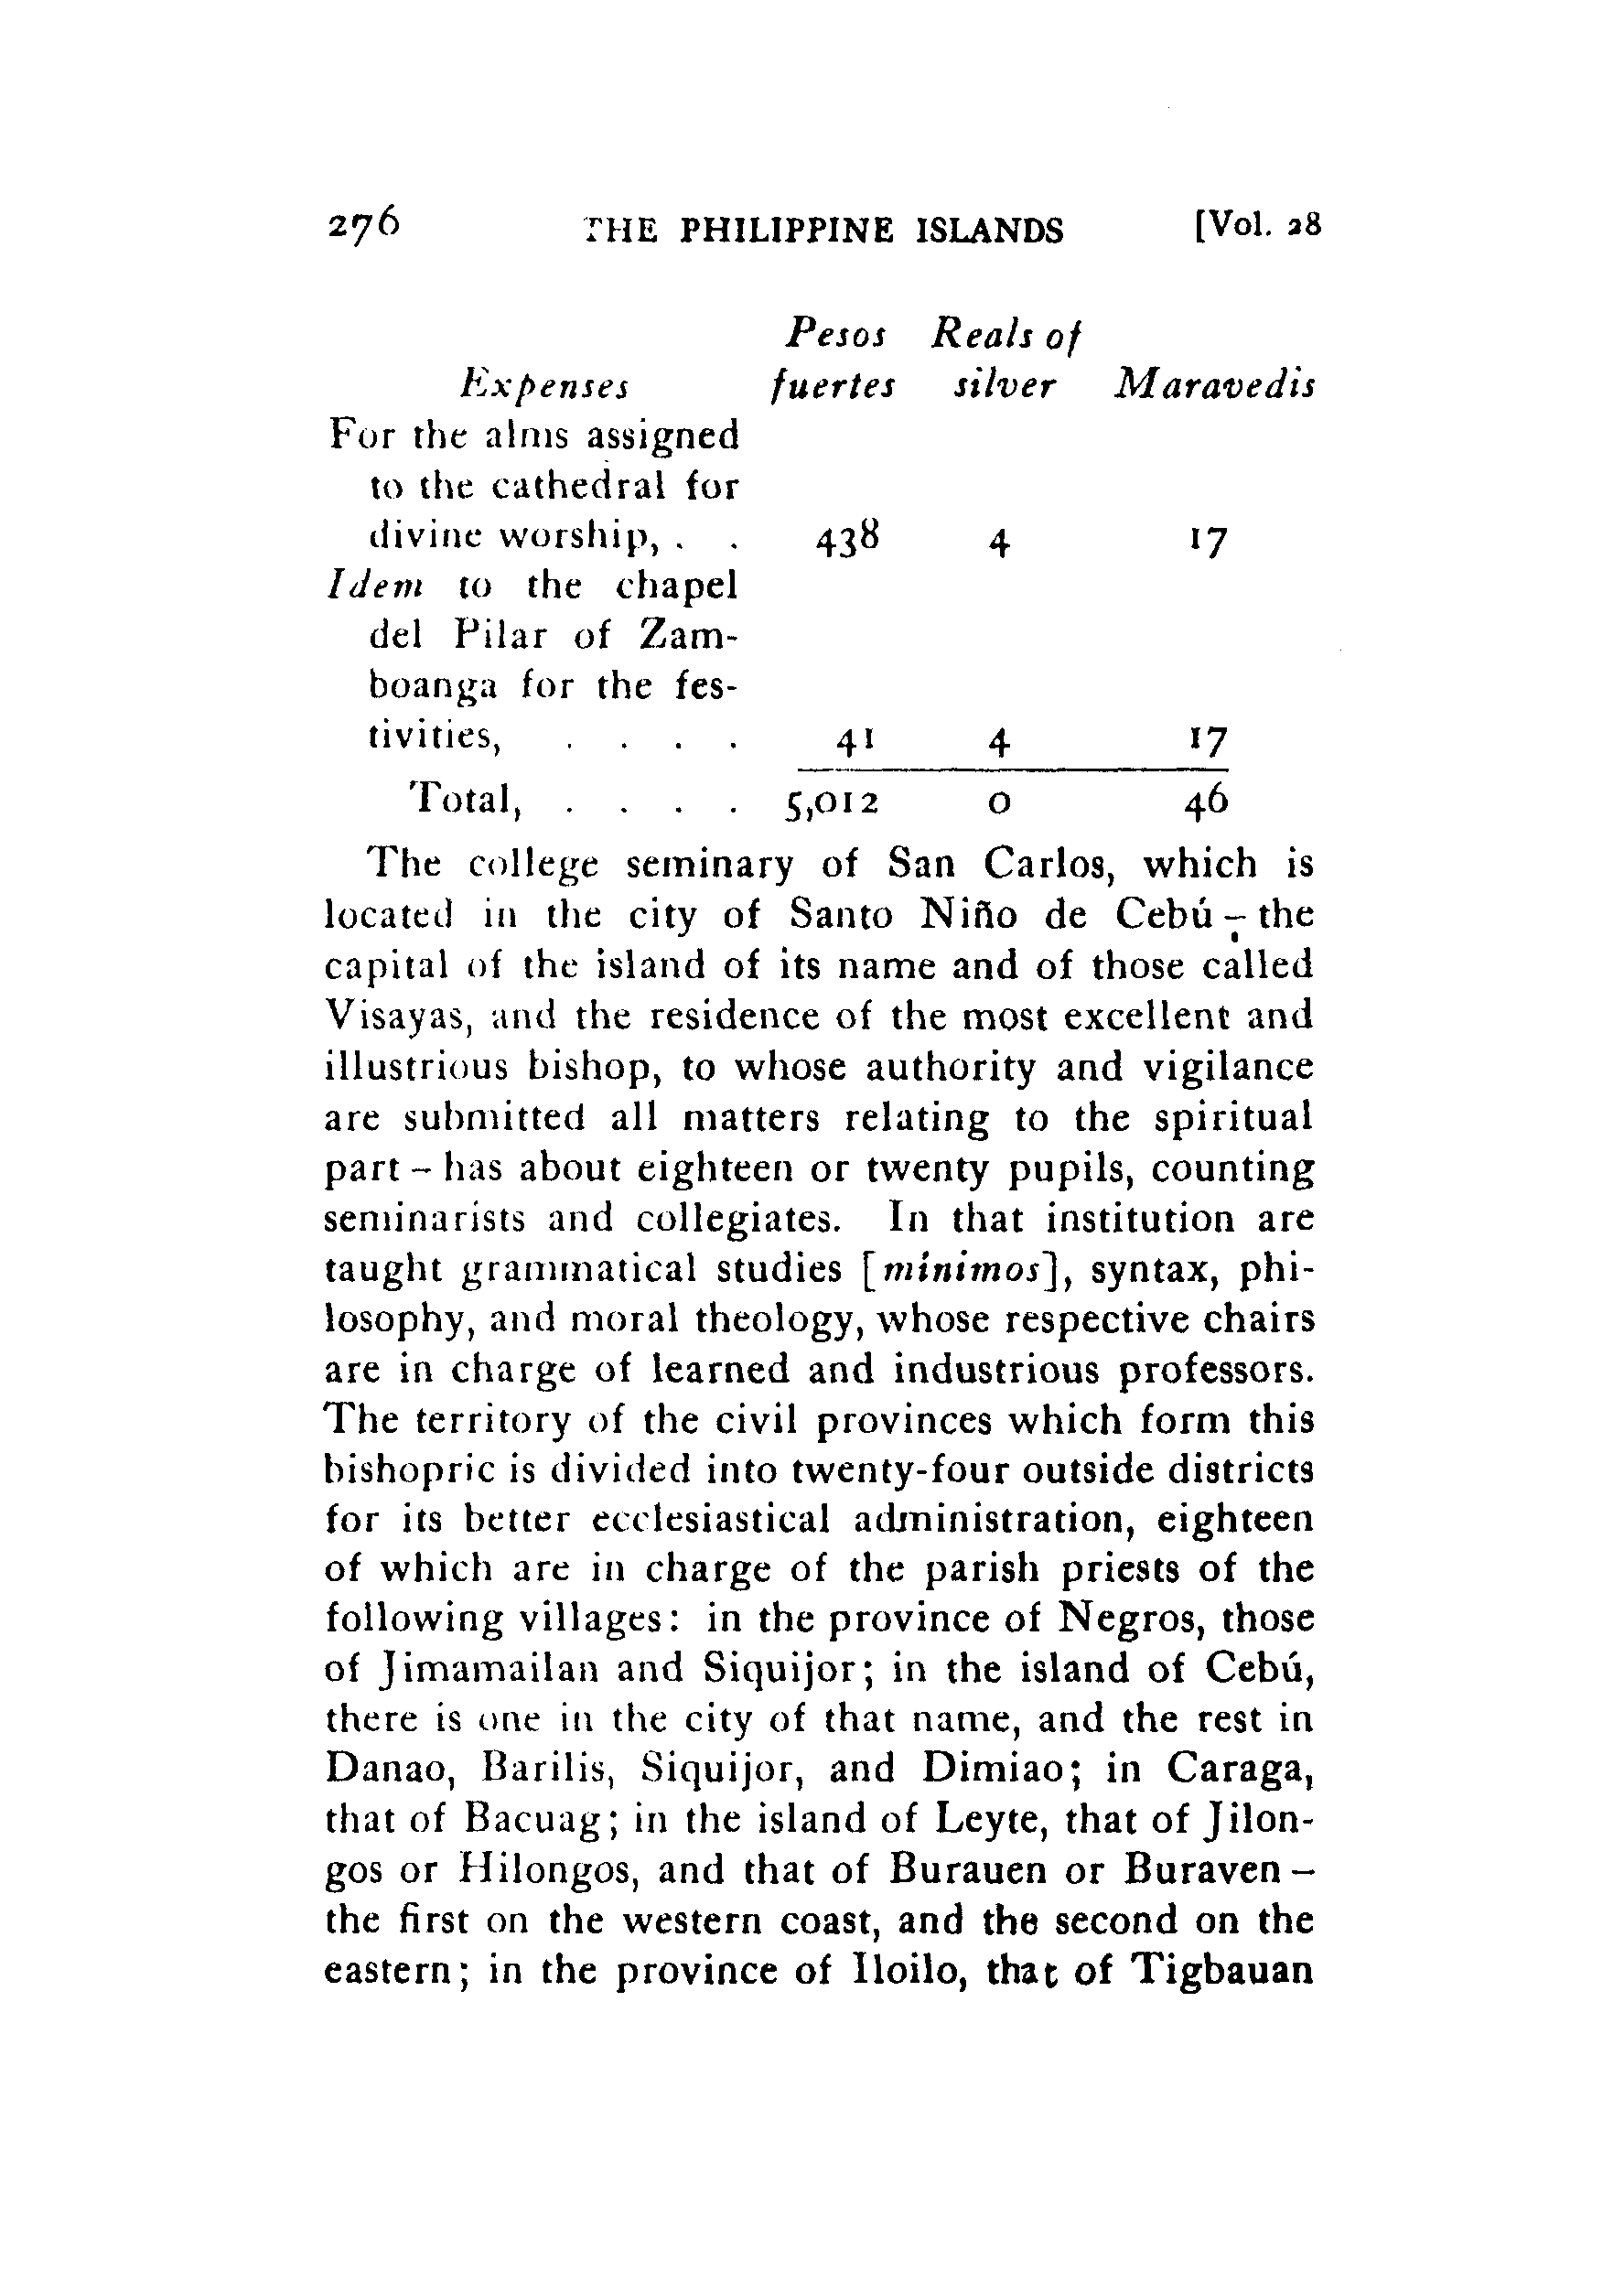 276 THE PHILIPPINE ISLANDS [Vol. 28
Pesos Reals of
Expenses fuertes silver Maravedis
For the alms assigned
to the cathedral for
divine worship, . . 438 4 17
Idem to the chapel
del Pilar of Zam-
boanga for the fes-
tivities, . . . . 41 4 17
Total, . . . . 5,012 0 46
The college seminary of San Carlos, which is
located in the city of Santo Niño de Cebú – the
capital of the island of its name and of those called
Visayas, and the residence of the most excellent and
illustrious bishop, to whose authority and vigilance
are submitted all matters relating to the spiritual
part – has about eighteen or twenty pupils, counting
seminarists and collegiates. In that institution are
taught grammatical studies [mínimos], syntax, phi-
losophy, and moral theology, whose respective chairs
are in charge of learned and industrious professors.
The territory of the civil provinces which form this
bishopric is divided into twenty-four outside districts
for its better ecclesiastical administration, eighteen
of which are in charge of the parish priests of the
following villages: in the province of Negros, those
of Jimamailan and Siquijor; in the island of Cebú,
there is one in the city of that name, and the rest in
Danao, Barilis, Siquijor, and Dimiao; in Caraga,
that of Bacuag; in the island of Leyte, that of Jilon-
gos or Hilongos, and that of Burauen or Buraven –
the first on the western coast, and the second on the
eastern; in the province of Iloilo, that of Tigbauan